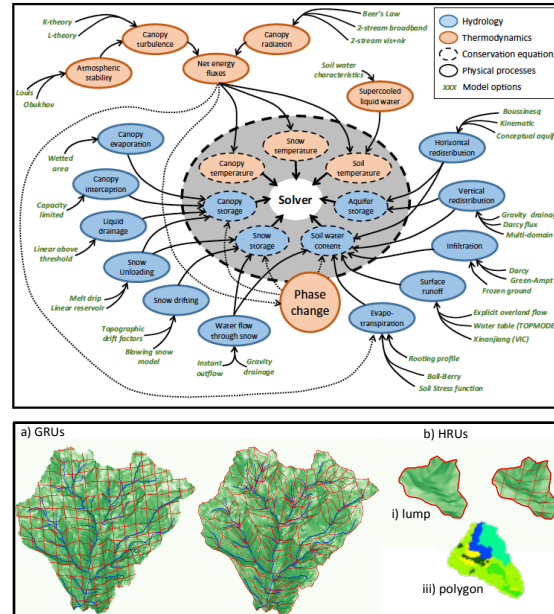 K-theory
L-theory
Canopy
turbulence
Canopy
radiation
Beer's Law
2-stream broadband
2-stream vis+nir
Hydrology
Thermodynamics
Conservation equations
Physical processes
xxx Model options
Atmospheric
stability
Louis
Obukhov
Net energy
fluxes
Soil water
characteristics
Supercooled
liquid water
Canopy
evaporation
Wetted
area
Canopy
interception
Capacity
limited
Liquid
drainage
Linear above
threshold
Snow
Unloading
Melt drip
Linear reservoir
Snow drifting
Topographic
drift factors
Blowing snow
model
Water flow
through snow
Instant
outflow
Gravity
drainage
Canopy
temperature
Snow
temperature
Soil
temperature
Canopy
storage
Solver
Aquifer
storage
Snow
storage
Soil water
content
Phase
change
Horizontal
redistribution
Boussinesq
Kinematic
Conceptual aquif
Vertical
redistribution
Gravity drainage
Darcy flux
Multi-domain
Infiltration
Darcy
Green-Ampt
Frozen ground
Surface
runoff
Explicit overland flow
Water table (TOPMODE
Xinanjiang (VIC)
Evapo-
transpiration
Rooting profile
Ball-Berry
Soil Stress function
a) GRUs
b) HRUs
i) lump
iii) polygon